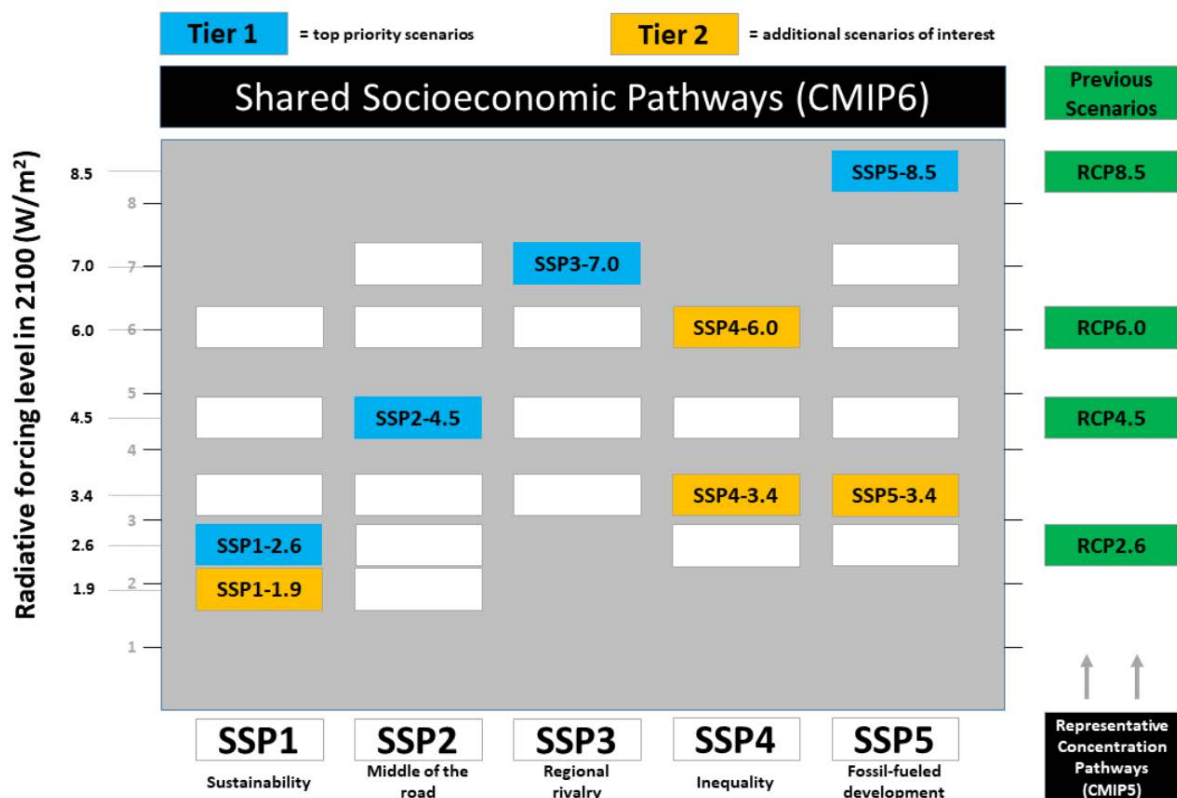 Tier 1 = top priority scenarios
Tier 2 = additional scenarios of interest
Shared Socioeconomic Pathways (CMIP6)
Previous
Scenarios
Radiative forcing level in 2100 (W/m²)
8.5
SSP5-8.5
RCP8.5
8
7.0
7
SSP3-7.0
6.0
6
SSP4-6.0
RCP6.0
5
4.5
SSP2-4.5
RCP4.5
4
3.4
SSP4-3.4
SSP5-3.4
3
2.6
SSP1-2.6
RCP2.6
2
1.9
SSP1-1.9
1
SSP1
Sustainability
SSP2
Middle of the
road
SSP3
Regional
rivalry
SSP4
Inequality
SSP5
Fossil-fueled
development
Representative
Concentration
Pathways
(CMIP5)